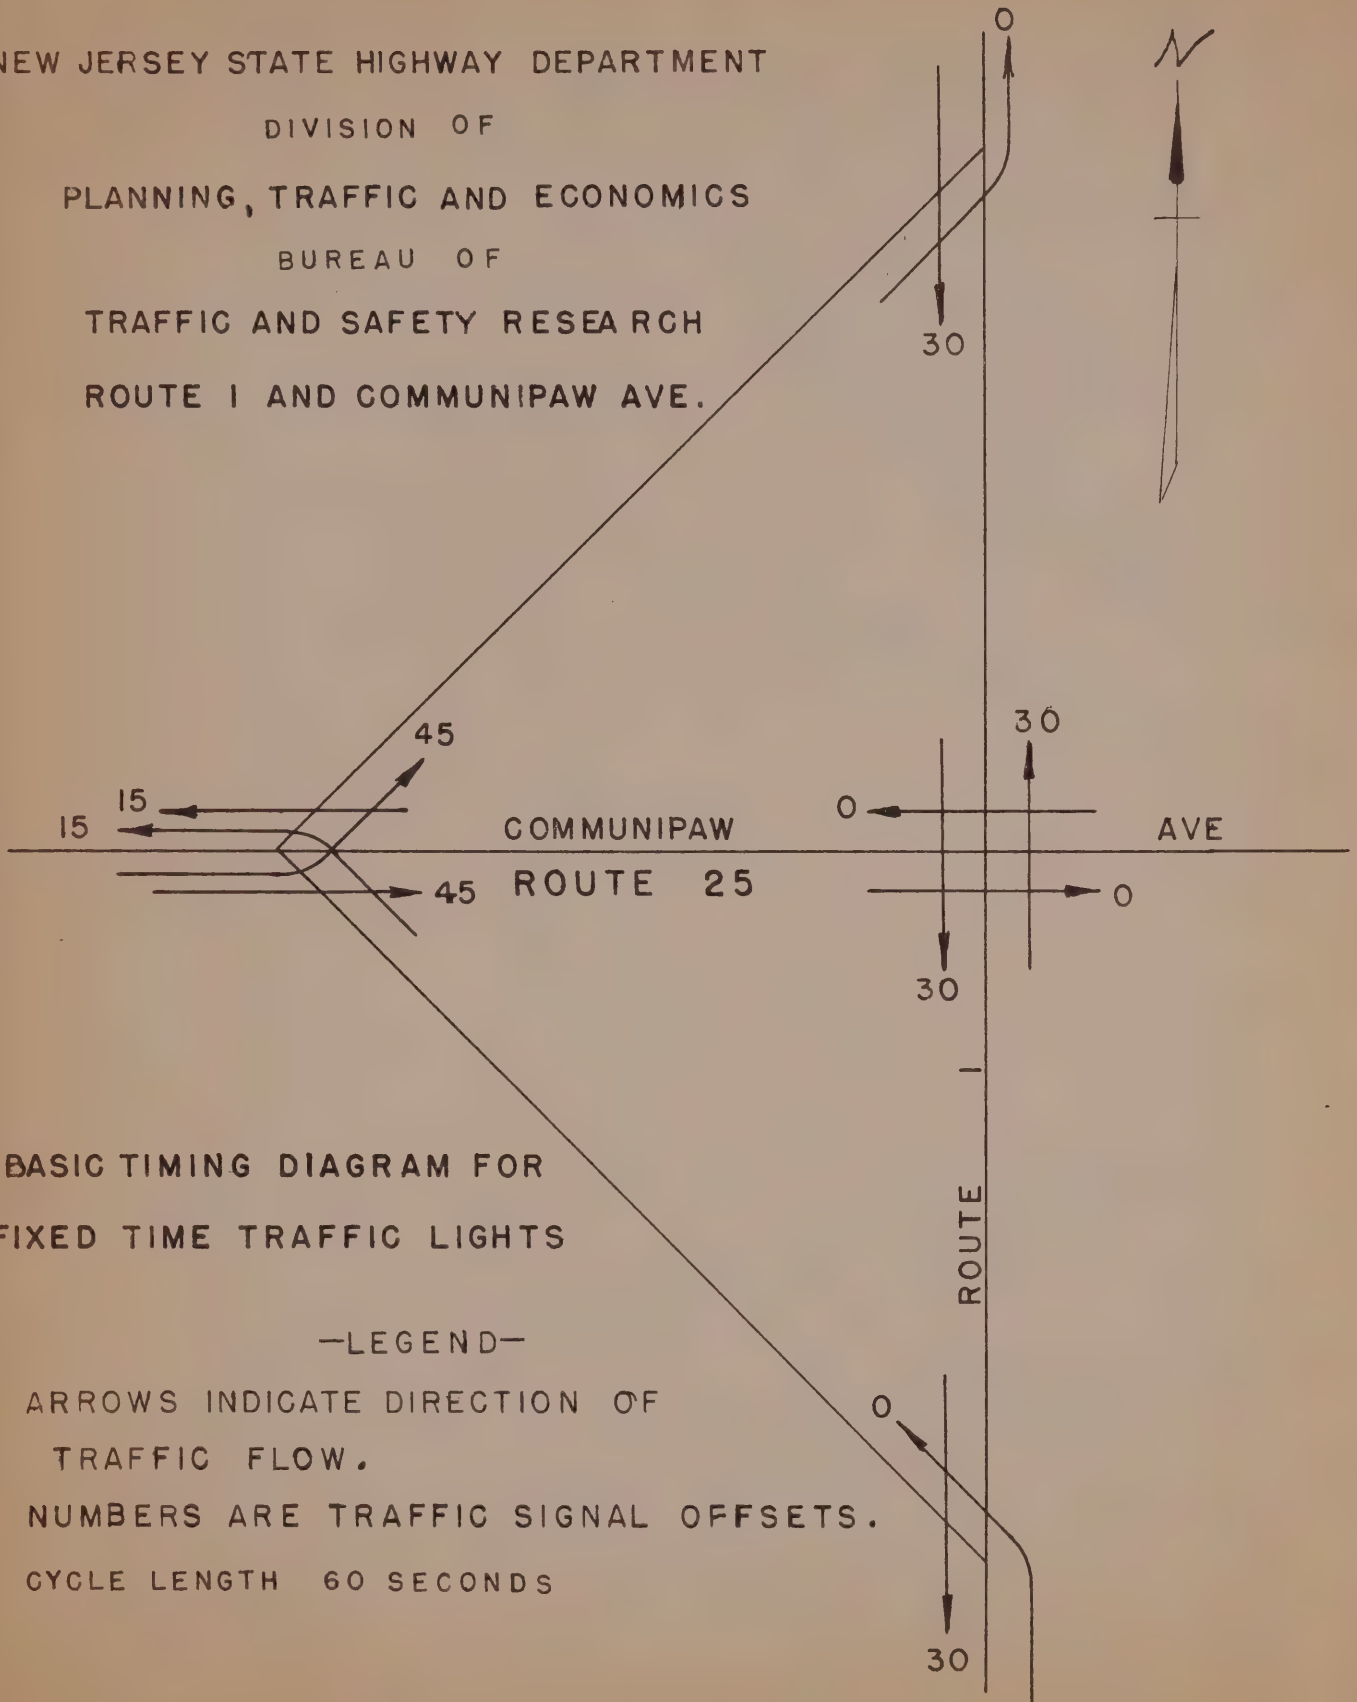 NEW JERSEY STATE HIGHWAY DEPARTMENT
DIVISION OF
PLANNING, TRAFFIC AND ECONOMICS
BUREAU OF
TRAFFIC AND SAFETY RESEARCH
ROUTE 1 AND COMMUNIPAW AVE.
0
N
30
45
15
15
COMMUNIPAW
ROUTE 25
45
30
0
AVE
0
30
ROUTE 1
BASIC TIMING DIAGRAM FOR
FIXED TIME TRAFFIC LIGHTS
—LEGEND—
ARROWS INDICATE DIRECTION OF
TRAFFIC FLOW.
NUMBERS ARE TRAFFIC SIGNAL OFFSETS.
CYCLE LENGTH 60 SECONDS
0
30